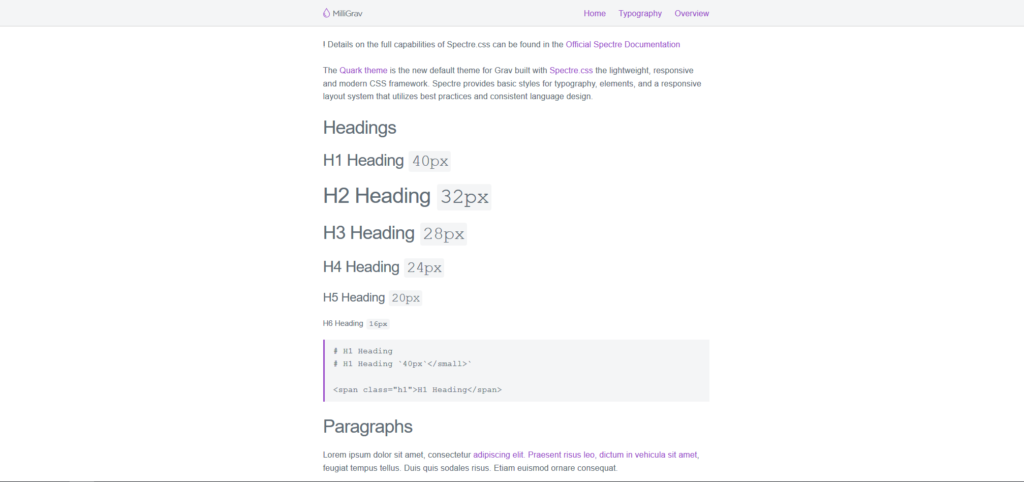 MilliGrav
Home Typography Overview
! Details on the full capabilities of Spectre.css can be found in the Official Spectre Documentation
The Quark theme is the new default theme for Grav built with Spectre.css the lightweight, responsive
and modern CSS framework. Spectre provides basic styles for typography, elements, and a responsive
layout system that utilizes best practices and consistent language design.
Headings
H1 Heading 40px
H2 Heading 32px
H3 Heading 28px
H4 Heading 24px
H5 Heading 20px
H6 Heading 16px
# H1 Heading
# H1 Heading `40px`</small>`
<span class="h1">H1 Heading</span>
Paragraphs
Lorem ipsum dolor sit amet, consectetur adipiscing elit. Praesent risus leo, dictum in vehicula sit amet,
feugiat tempus tellus. Duis quis sodales risus. Etiam euismod ornare consequat.